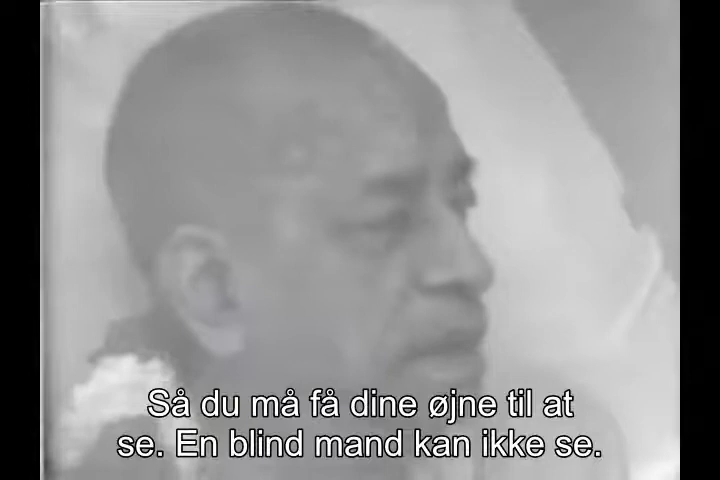 Så du må få dine øjne til at
se. En blind mand kan ikke se.